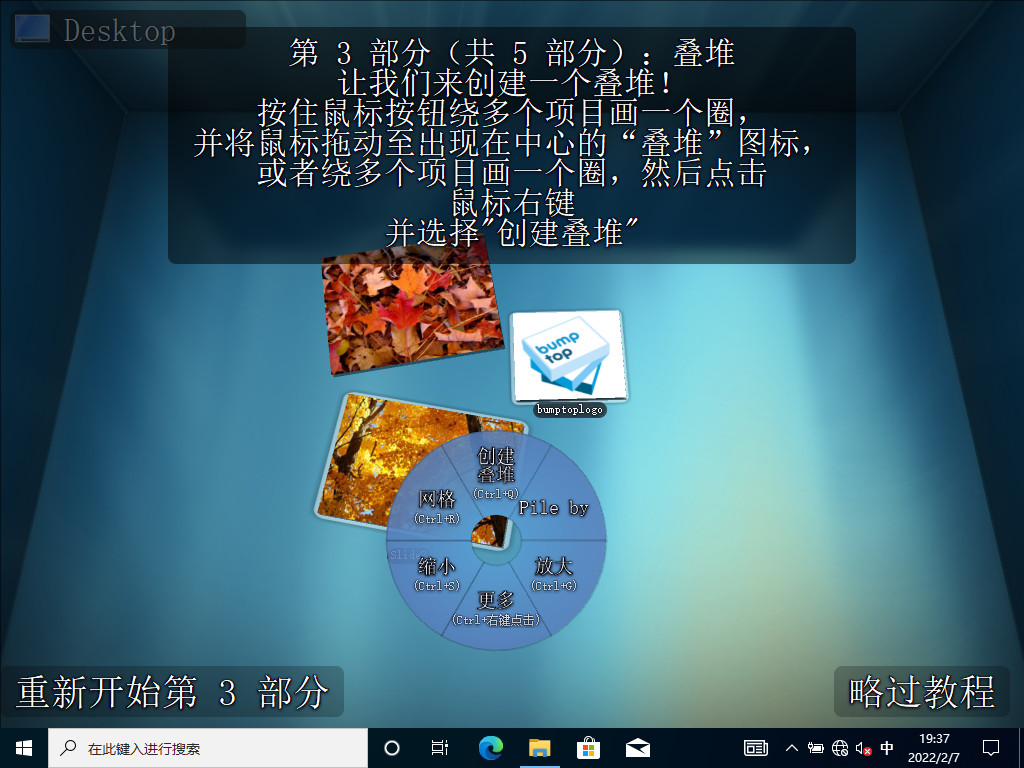 Desktop
第 3 部分（共 5 部分）：叠堆
让我们来创建一个叠堆！
按住鼠标按钮绕多个项目画一个圈，
并将鼠标拖动至出现在中心的“叠堆”图标，
或者绕多个项目画一个圈，然后点击
鼠标右键
并选择"创建叠堆"
bump
top
bumptoplogo
创建
叠堆
(Ctrl+Q)
网格
(Ctrl+R)
Pile by
缩小
(Ctrl+S)
放大
(Ctrl+G)
更多
(Ctrl+右键点击)
重新开始第 3 部分
略过教程
在此键入进行搜索
中
19:37
2022/2/7